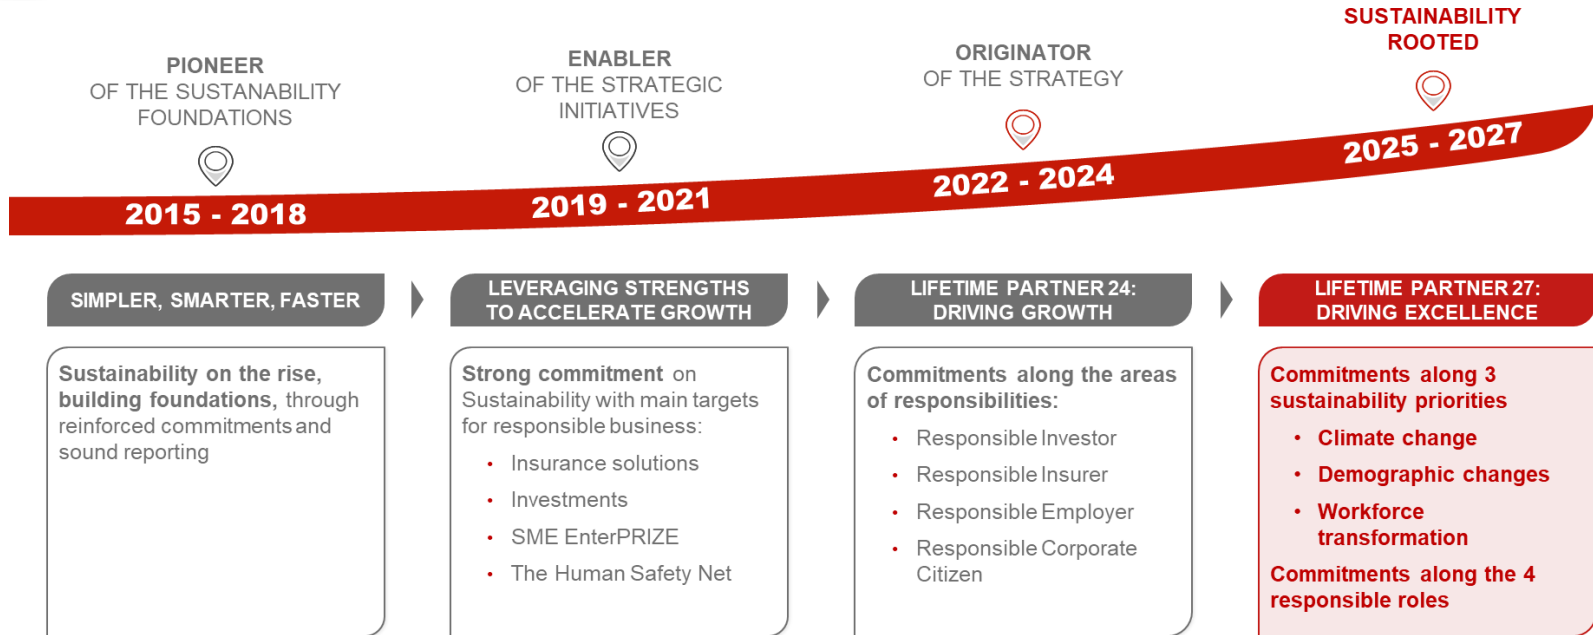 PIONEER
OF THE SUSTANABILITY
FOUNDATIONS
ENABLER
OF THE STRATEGIC
INITIATIVES
ORIGINATOR
OF THE STRATEGY
SUSTAINABILITY
ROOTED
2015 - 2018
2019 - 2021
2022 - 2024
2025 - 2027
SIMPLER, SMARTER, FASTER
Sustainability on the rise,
building foundations, through
reinforced commitments and
sound reporting
LEVERAGING STRENGTHS
TO ACCELERATE GROWTH
Strong commitment on
Sustainability with main targets
for responsible business:
• Insurance solutions
• Investments
• SME EnterPRIZE
• The Human Safety Net
LIFETIME PARTNER 24:
DRIVING GROWTH
Commitments along the areas
of responsibilities:
• Responsible Investor
• Responsible Insurer
• Responsible Employer
• Responsible Corporate
Citizen
LIFETIME PARTNER 27:
DRIVING EXCELLENCE
Commitments along 3
sustainability priorities
• Climate change
• Demographic changes
• Workforce
transformation
Commitments along the 4
responsible roles